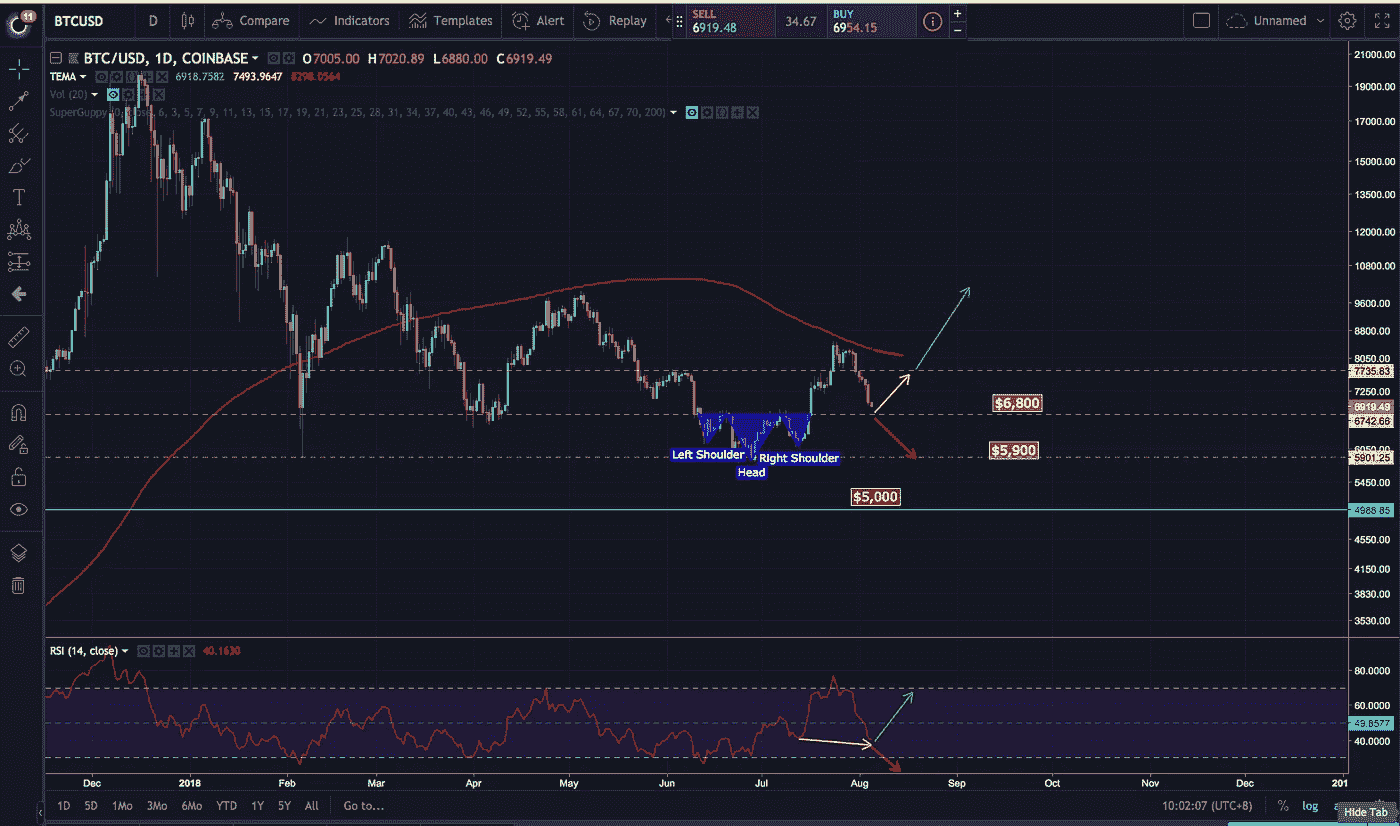 11
BTCUSD D Compare Indicators Templates Alert Replay SELL 6919.48 34.67 BUY 6954.15 + − Unnamed
BTC/USD, 1D, COINBASE O7005.00 H7020.89 L6880.00 C6919.49
TEMA 6918.7582 7493.9647 8298.0564
Vol (20)
SuperGuppy 6, 3, 5, 7, 9, 11, 13, 15, 17, 19, 21, 23, 25, 28, 31, 34, 37, 40, 43, 46, 49, 52, 55, 58, 61, 64, 67, 70, 200)
21000.00
19000.00
17000.00
15000.00
13500.00
12000.00
10800.00
9600.00
8800.00
8050.00
7735.63
7250.00
6919.49
6742.66
5901.25
5450.00
4988.85
4550.00
4150.00
3830.00
3530.00
$6,800
$5,900
$5,000
Left Shoulder
Head
Right Shoulder
RSI (14, close) 40.1630
80.0000
60.0000
49.8577
40.0000
Dec 2018 Feb Mar Apr May Jun Jul Aug Sep Oct Nov Dec 201
1D 5D 1Mo 3Mo 6Mo YTD 1Y 5Y All Go to... 10:02:07 (UTC+8) % log
Hide Tab